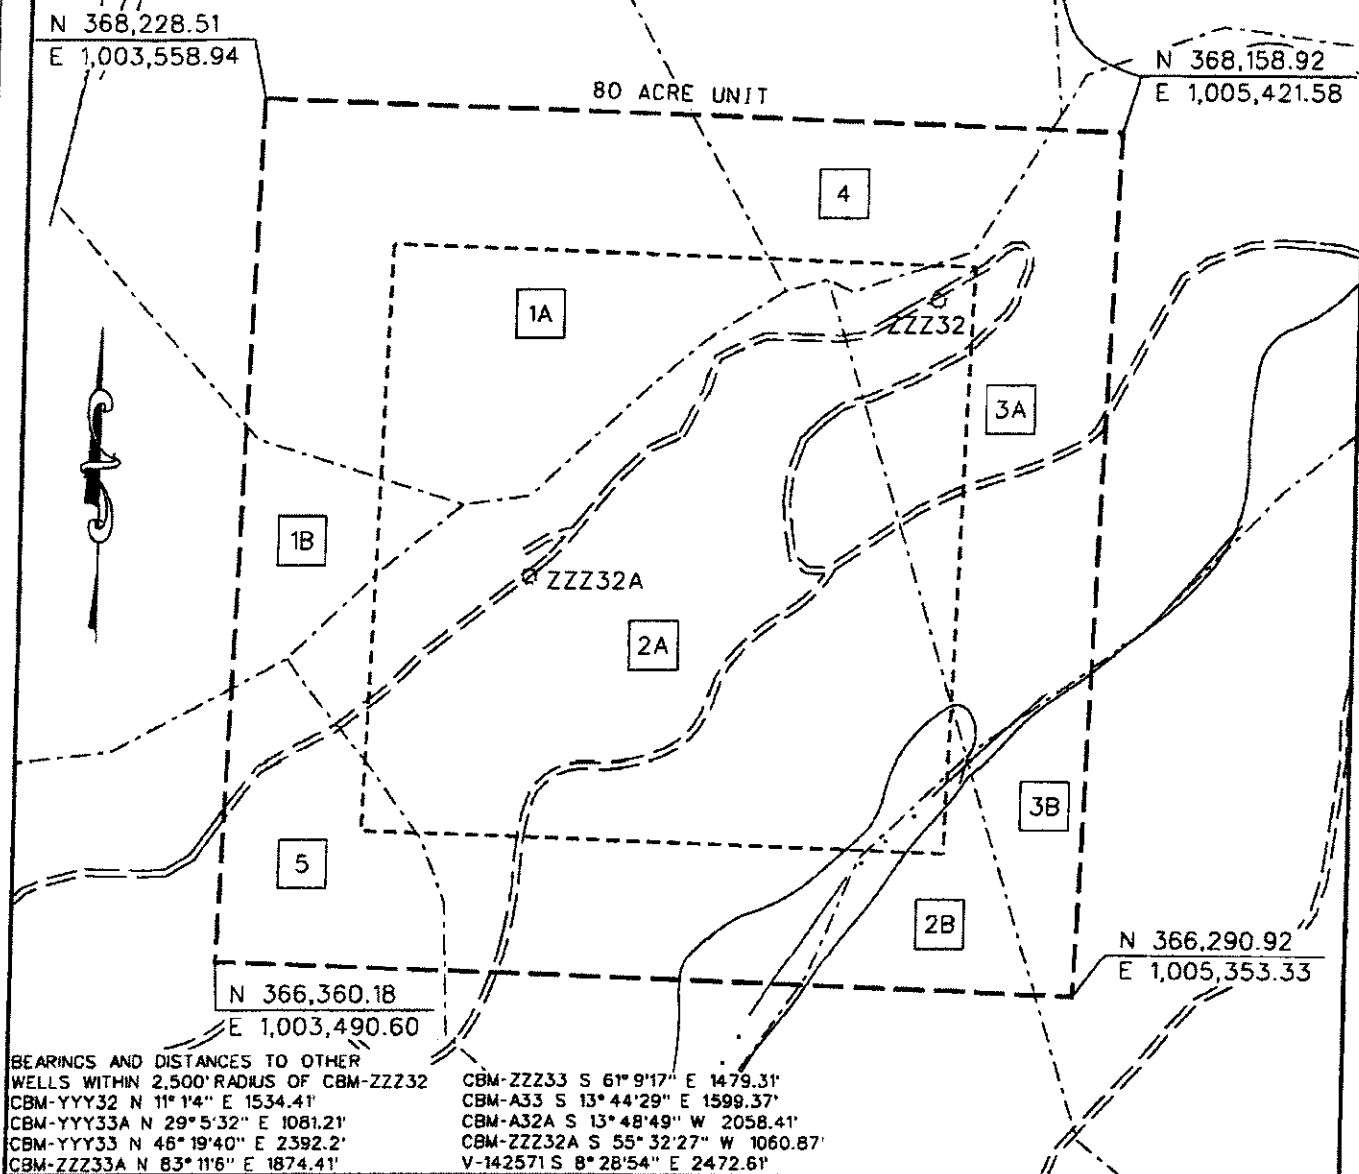 N 368,228.51
E 1,003,558.94
N 368,158.92
E 1,005,421.58
80 ACRE UNIT
4
1A
ZZZ32
3A
1B
ZZZ32A
2A
3B
5
2B
N 366,290.92
E 1,005,353.33
N 366,360.18
E 1,003,490.60
BEARINGS AND DISTANCES TO OTHER
WELLS WITHIN 2,500' RADIUS OF CBM-ZZZ32
CBM-YYY32 N 11° 1'4" E 1534.41'
CBM-YYY33A N 29° 5'32" E 1081.21'
CBM-YYY33 N 46° 19'40" E 2392.2'
CBM-ZZZ33A N 83° 11'6" E 1874.41'
CBM-ZZZ33 S 61° 9'17" E 1479.31'
CBM-A33 S 13° 44'29" E 1599.37'
CBM-A32A S 13° 48'49" W 2058.41'
CBM-ZZZ32A S 55° 32'27" W 1060.87'
V-142571 S 8° 28'54" E 2472.61'